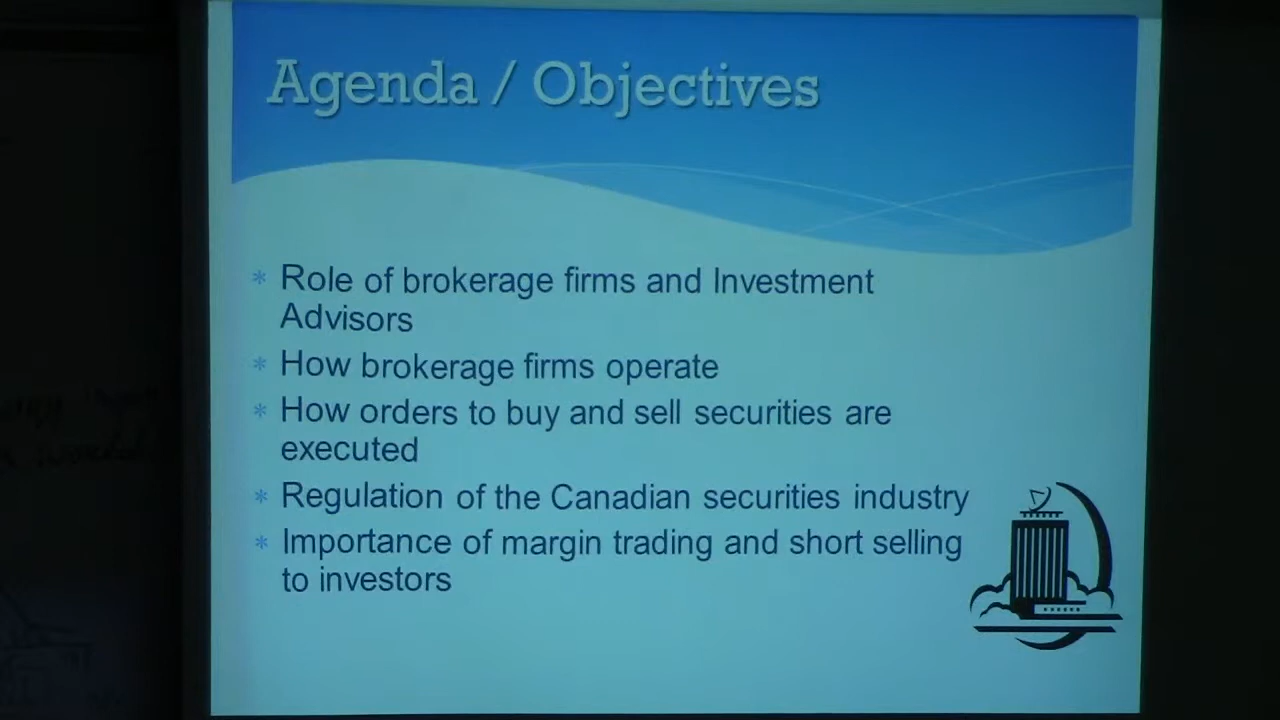 Agenda / Objectives
* Role of brokerage firms and Investment
Advisors
* How brokerage firms operate
* How orders to buy and sell securities are
executed
* Regulation of the Canadian securities industry
* Importance of margin trading and short selling
to investors